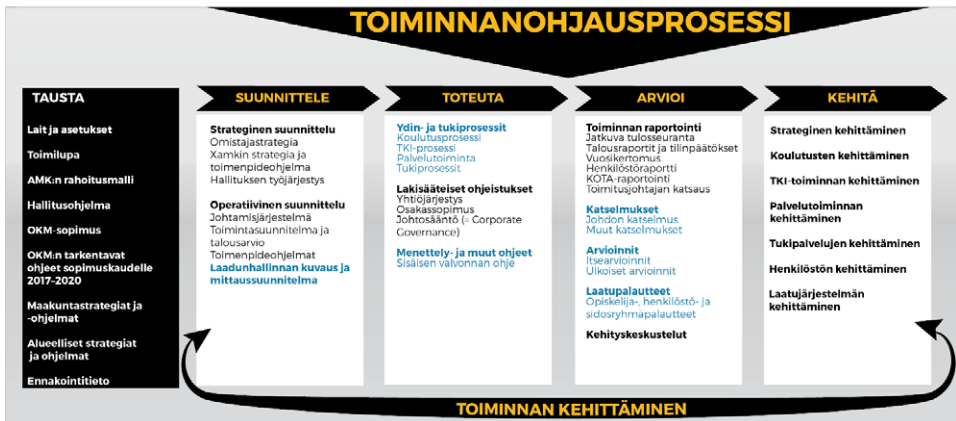 TOIMINNANOHJAUSPROSESSI
TAUSTA
Lait ja asetukset
Toimilupa
AMK:n rahoitusmalli
Hallitusohjelma
OKM-sopimus
OKM:n tarkentavat
ohjeet sopimuskaudelle
2017-2020
Maakuntastrategiat ja
-ohjelmat
Alueelliset strategiat
ja ohjelmat
Ennakointitieto
SUUNNITTELE
Strateginen suunnittelu
Omistajastrategia
Xamkin strategia ja
toimenpideohjelma
Hallituksen työjärjestys
Operatiivinen suunnittelu
Johtamisjärjestelmä
Toimintasuunnitelma ja
talousarvio
Toimenpideohjelmat
Laadunhallinnan kuvaus ja
mittaussuunnitelma
TOTEUTA
Ydin- ja tukiprosessit
Koulutusprosessi
TKI-prosessi
Palvelutoiminta
Tukiprosessit
Lakisääteiset ohjeistukset
Yhtiöjärjestys
Osakassopimus
Johtosääntö (= Corporate
Governance)
Menettely- ja muut ohjeet
Sisäisen valvonnan ohje
ARVIOI
Toiminnan raportointi
Jatkuva tulosseuranta
Talousraportit ja tilinpäätökset
Vuosikertomus
Henkilöstöraportti
KOTA-raportointi
Toimitusjohtajan katsaus
Katselmukset
Johdon katselmus
Muut katselmukset
Arvioinnit
Itsearvioinnit
Ulkoiset arvioinnit
Laatupalautteet
Opiskelija-, henkilöstö- ja
sidosryhmäpalautteet
Kehityskeskustelut
KEHITÄ
Strateginen kehittäminen
Koulutusten kehittäminen
TKI-toiminnan kehittäminen
Palvelutoiminnan
kehittäminen
Tukipalvelujen kehittäminen
Henkilöstön kehittäminen
Laatujärjestelmän
kehittäminen
TOIMINNAN KEHITTÄMINEN